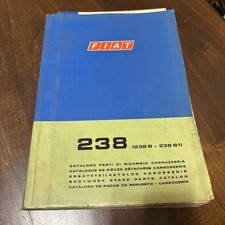 FIAT
238 (238 B - 238 B1)
CATALOGO PARTI DI RICAMBIO CARROZZERIA
CATALOGUE DE PIÈCES DÉTACHÉES CARROSSERIE
ERSATZTEILKATALOG KAROSSERIE
BODYWORK SPARE PARTS CATALOG
CATÁLOGO DE PIEZAS DE REPUESTO - CARROCERÍA